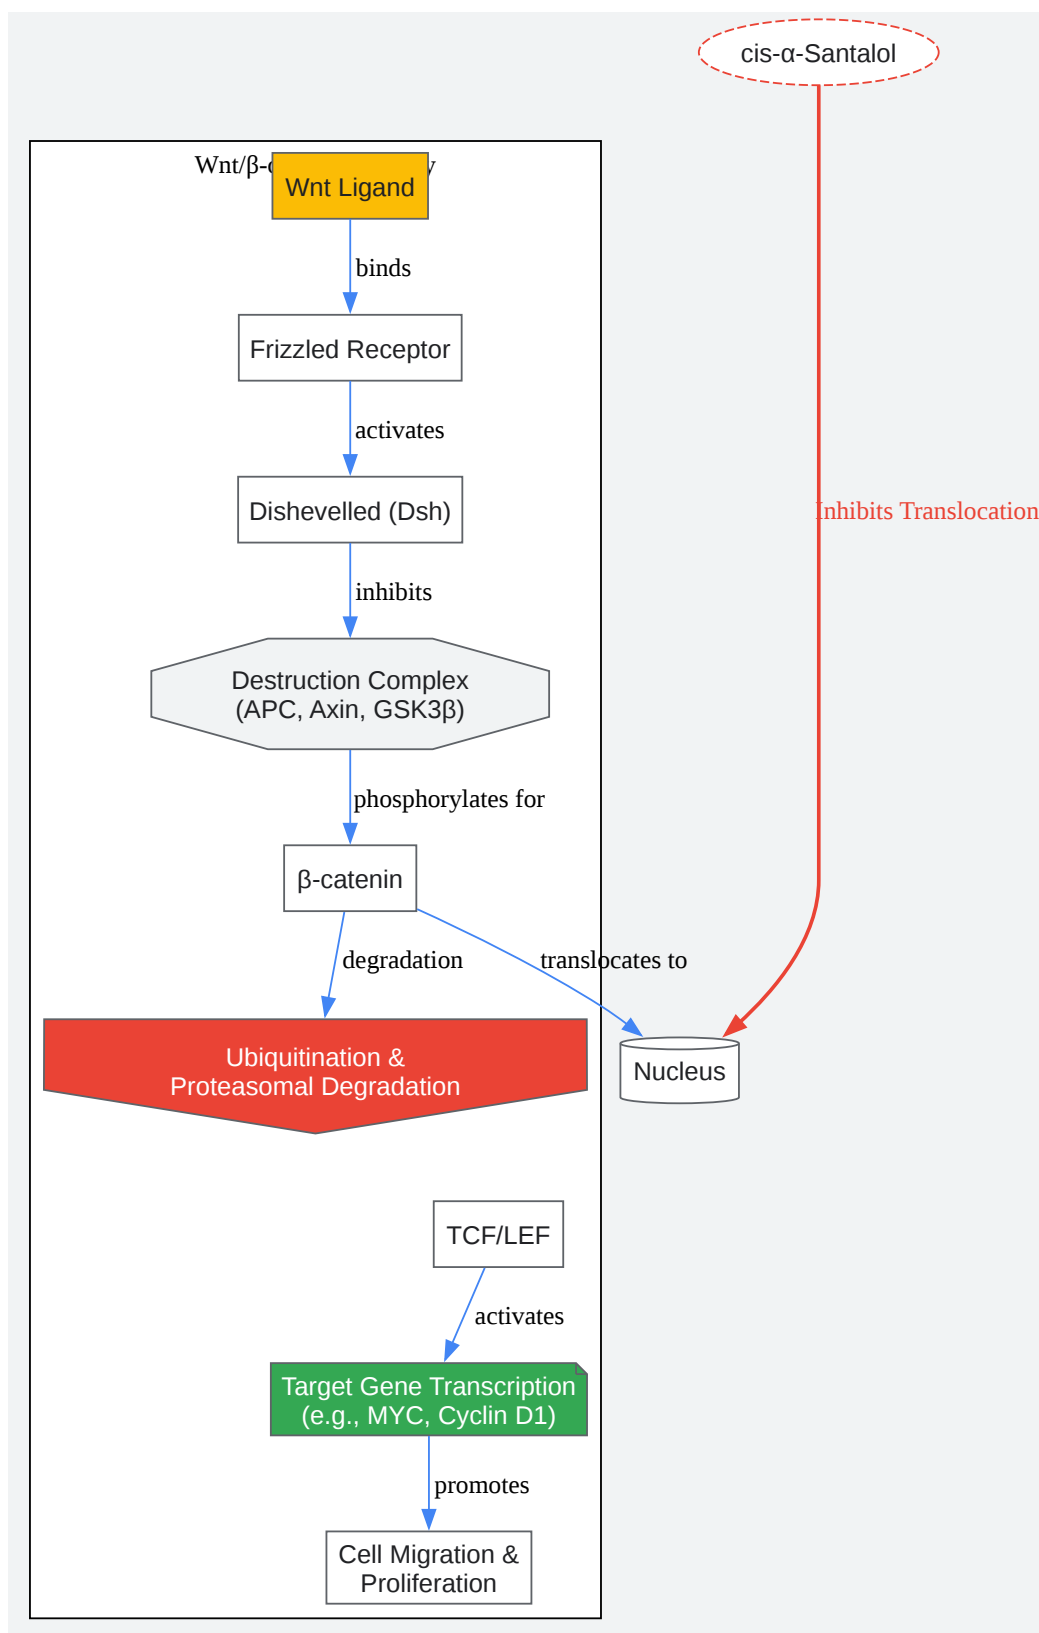 cis-α-Santalol
Wnt/β-
Wnt Ligand
binds
Frizzled Receptor
activates
Dishevelled (Dsh)
Inhibits Translocation
inhibits
Destruction Complex
(APC, Axin, GSK3β)
phosphorylates for
β-catenin
degradation
translocates to
Ubiquitination &
Proteasomal Degradation
Nucleus
TCF/LEF
activates
Target Gene Transcription
(e.g., MYC, Cyclin D1)
promotes
Cell Migration &
Proliferation